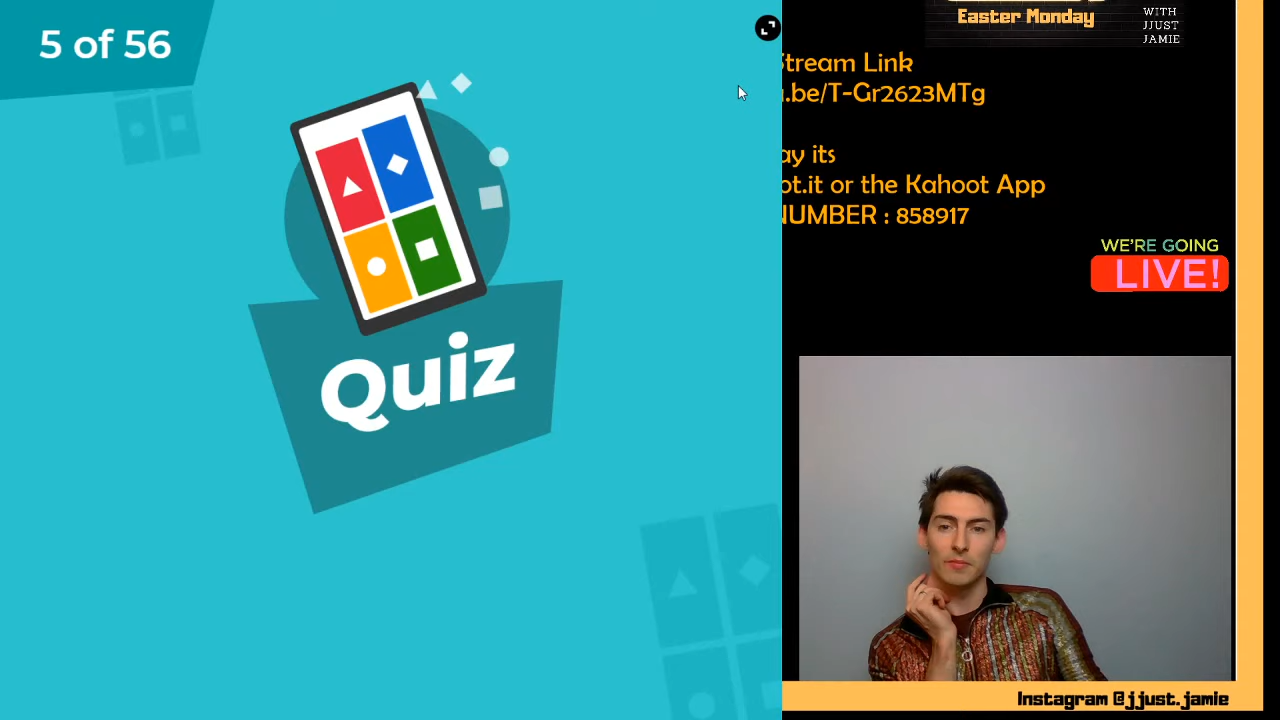 5 of 56
Quiz
Easter Monday
WITH
JJUST
JAMIE
Stream Link
.be/T-Gr2623MTg
ay its
ot.it or the Kahoot App
NUMBER : 858917
WE'RE GOING
LIVE!
Instagram @jjust.jamie